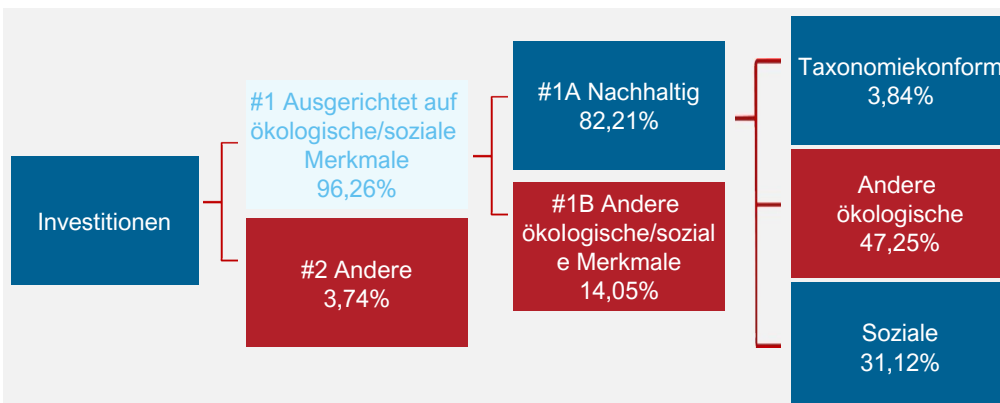 Investitionen
#1 Ausgerichtet auf
ökologische/soziale
Merkmale
96,26%
#2 Andere
3,74%
#1A Nachhaltig
82,21%
#1B Andere
ökologische/sozial
e Merkmale
14,05%
Taxonomiekonform
3,84%
Andere
ökologische
47,25%
Soziale
31,12%